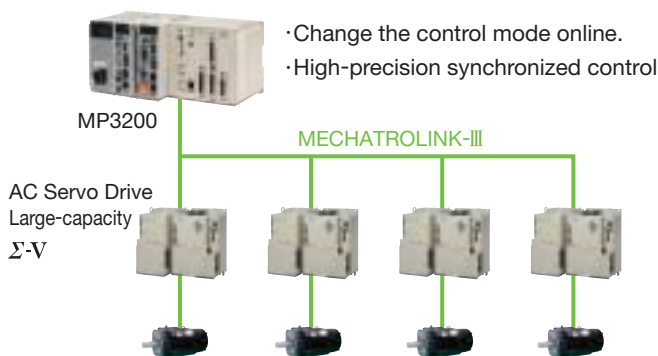 ·Change the control mode online.
·High-precision synchronized control
MP3200
MECHATROLINK-Ⅲ
AC Servo Drive
Large-capacity
Σ-V